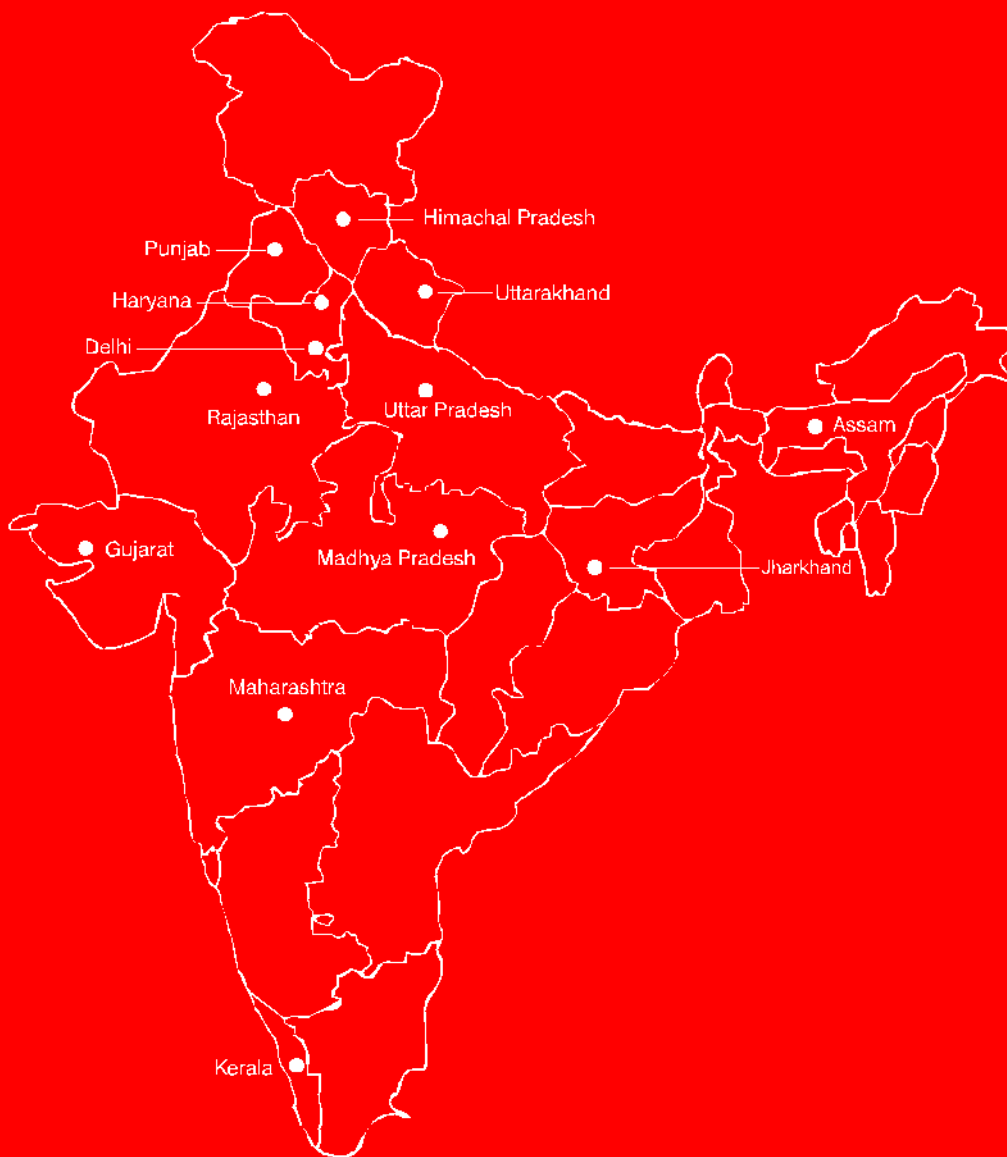 Himachal Pradesh
Punjab
Uttarakhand
Haryana
Delhi
Rajasthan
Uttar Pradesh
Assam
Gujarat
Madhya Pradesh
Jharkhand
Maharashtra
Kerala